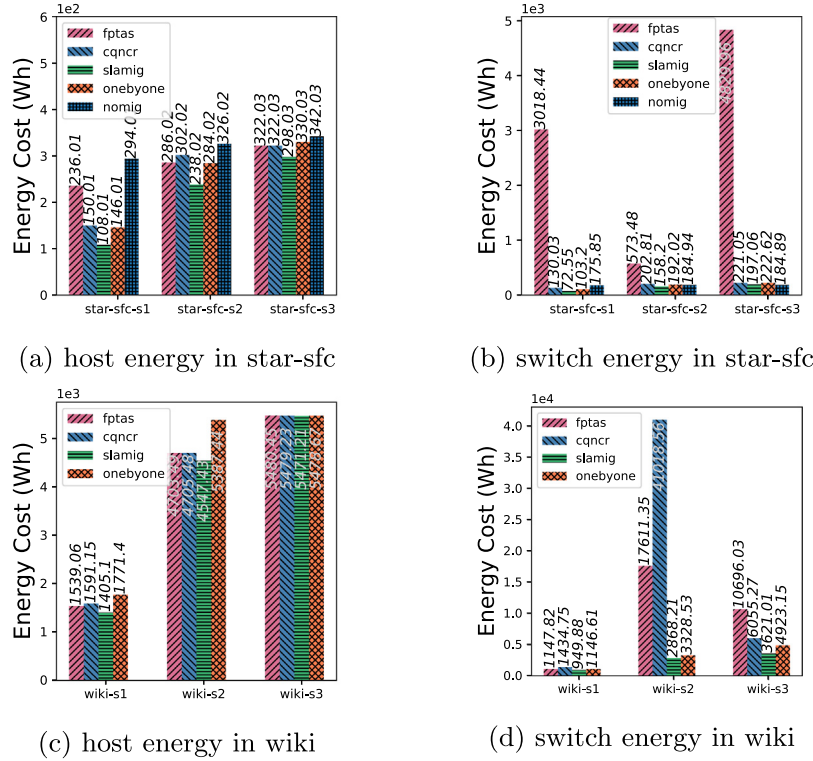 1e2
6
5
4
3
2
1
0
Energy Cost (Wh)
fptas
cqncr
slamig
onebyone
nomig
236.01
150.01
108.01
146.01
286.02
302.02
238.02
284.02
326.02
322.03
322.03
298.03
330.03
342.03
star-sfc-s1
star-sfc-s2
star-sfc-s3
(a) host energy in star-sfc
1e3
5
4
3
2
1
0
Energy Cost (Wh)
fptas
cqncr
slamig
onebyone
nomig
3018.44
130.03
72.55
103.2
175.85
573.48
202.81
158.2
192.02
184.94
221.05
197.06
222.62
184.89
star-sfc-s1
star-sfc-s2
star-sfc-s3
(b) switch energy in star-sfc
1e3
5
4
3
2
1
0
Energy Cost (Wh)
fptas
cqncr
slamig
onebyone
1539.06
1591.15
1405.1
1771.4
4705.48
4547.43
5479.23
5471.21
wiki-s1
wiki-s2
wiki-s3
(c) host energy in wiki
1e4
4.0
3.5
3.0
2.5
2.0
1.5
1.0
0.5
0.0
Energy Cost (Wh)
fptas
cqncr
slamig
onebyone
1147.82
1434.75
949.88
1146.61
17611.35
41018.56
2868.21
3328.53
10696.03
6055.27
3621.01
4923.15
wiki-s1
wiki-s2
wiki-s3
(d) switch energy in wiki